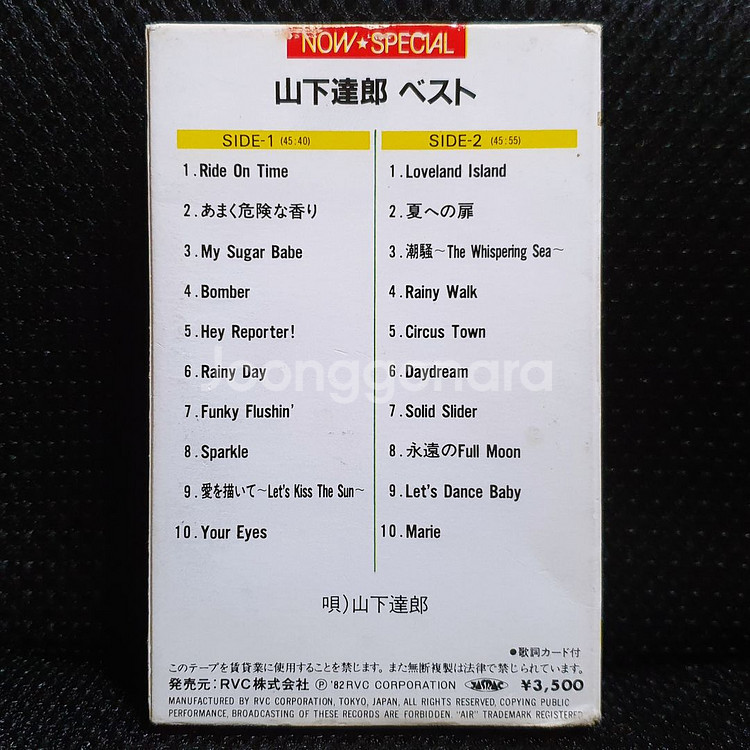 NOW★SPECIAL
山下達郎 ベスト
SIDE-1 (45:40)
1.Ride On Time
2.あまく危険な香り
3.My Sugar Babe
4.Bomber
5.Hey Reporter!
6.Rainy Day
7.Funky Flushin'
8.Sparkle
9.愛を描いて～Let's Kiss The Sun～
10.Your Eyes
SIDE-2 (45:55)
1.Loveland Island
2.夏への扉
3.潮騒～The Whispering Sea～
4.Rainy Walk
5.Circus Town
6.Daydream
7.Solid Slider
8.永遠のFull Moon
9.Let's Dance Baby
10.Marie
Joonggonara
唄)山下達郎
●歌詞カード付
このテープを賃貸業に使用することを禁じます。また無断複製は法律で禁じられています。
発売元:RVC株式会社 Ⓟ '82 RVC CORPORATION ¥3,500
MANUFACTURED BY RVC CORPORATION, TOKYO, JAPAN, ALL RIGHTS RESERVED, COPYING PUBLIC
PERFORMANCE, BROADCASTING OF THESE RECORDS ARE FORBIDDEN. "AIR" TRADEMARK REGISTERED